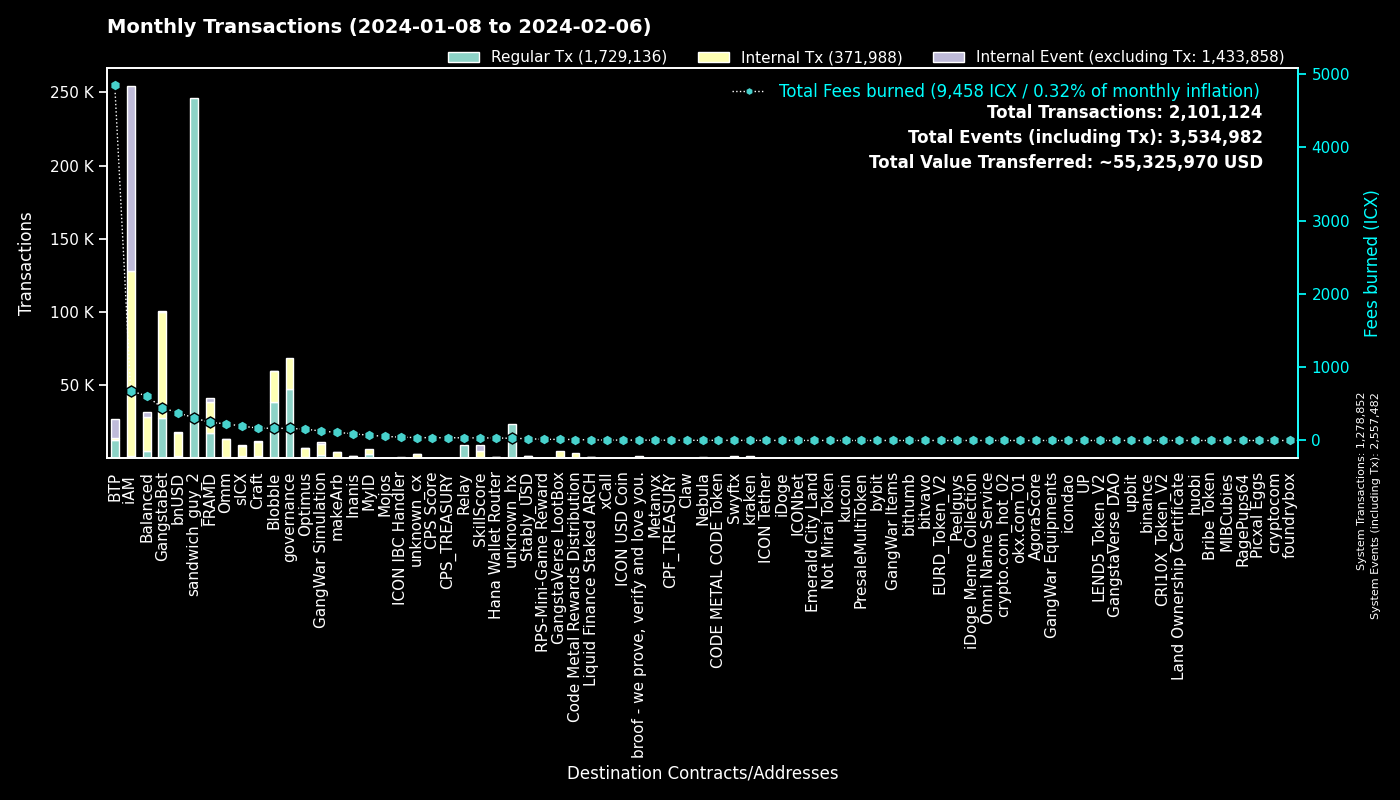 Monthly Transactions (2024-01-08 to 2024-02-06)
Regular Tx (1,729,136)
Internal Tx (371,988)
Internal Event (excluding Tx: 1,433,858)
Total Fees burned (9,458 ICX / 0.32% of monthly inflation)
Total Transactions: 2,101,124
Total Events (including Tx): 3,534,982
Total Value Transferred: ~55,325,970 USD
Transactions
250 K
200 K
150 K
100 K
50 K
5000
4000
3000
2000
1000
0
Fees burned (ICX)
System Transactions: 1,278,852
System Events (including Tx): 2,557,482
BTP
IAM
Balanced
GangstaBet
bnUSD
sandwich_guy_2
FRAMD
Omm
sICX
Craft
Blobble
governance
Optimus
GangWar Simulation
makeArb
Inanis
MyID
Mojos
ICON IBC Handler
unknown_cx
CPS Score
CPS_TREASURY
Relay
SkillScore
Hana Wallet Router
unknown_hx
Stably_USD
RPS-Mini-Game Reward
GangstaVerse LootBox
Code Metal Rewards Distribution
Liquid Finance Staked ARCH
xCall
ICON USD Coin
broof - we prove, verify and love you.
Metanyx
CPF_TREASURY
Claw
Nebula
CODE METAL CODE Token
Swyftx
kraken
ICON Tether
iDoge
ICONbet
Emerald City Land
Not Mirai Token
kucoin
PresaleMultiToken
bybit
GangWar Items
bithumb
bitvavo
EURD_Token_V2
Peelguys
iDoge Meme Collection
Omni Name Service
crypto.com_hot_02
okx.com_01
AgoraScore
GangWar Equipments
icondao
UP
LEND5_Token_V2
GangstaVerse DAO
upbit
binance
CRI10X_Token_V2
Land Ownership Certificate
huobi
Bribe Token
MIBCubies
RagePups64
Picxal Eggs
cryptocom
foundrybox
Destination Contracts/Addresses